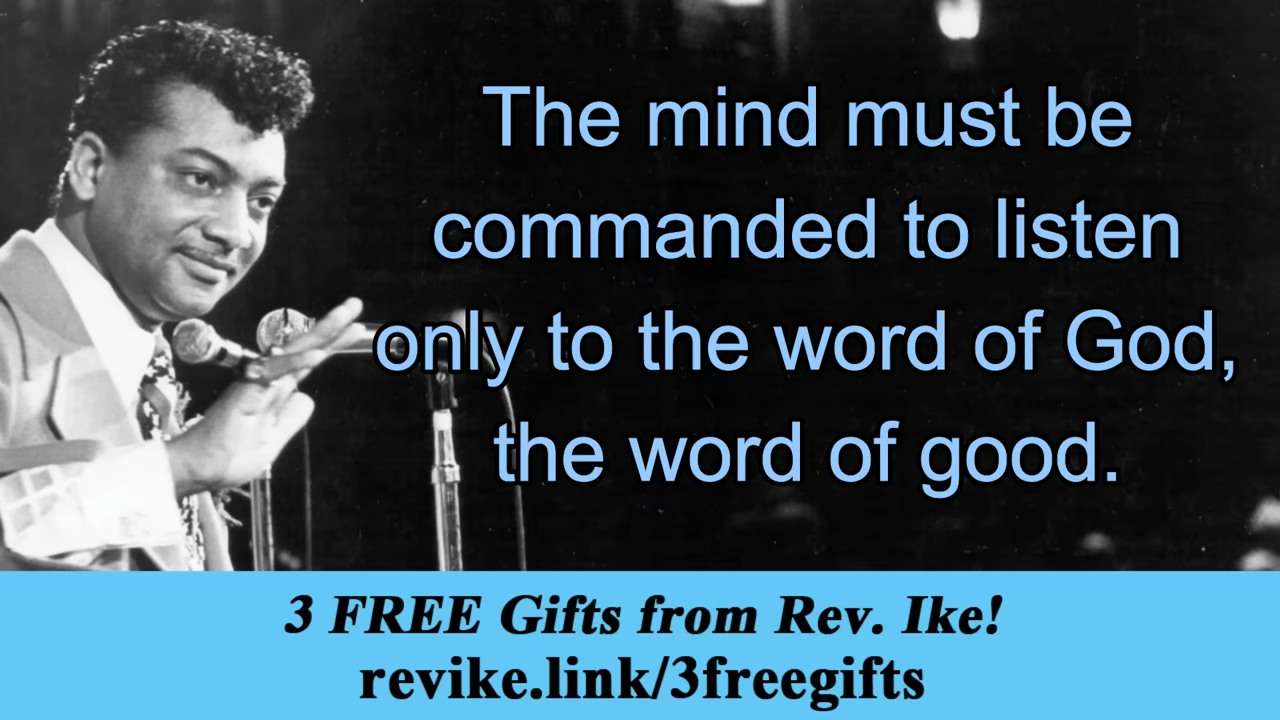 The mind must be
commanded to listen
only to the word of God,
the word of good.
3 FREE Gifts from Rev. Ike!
revike.link/3freegifts